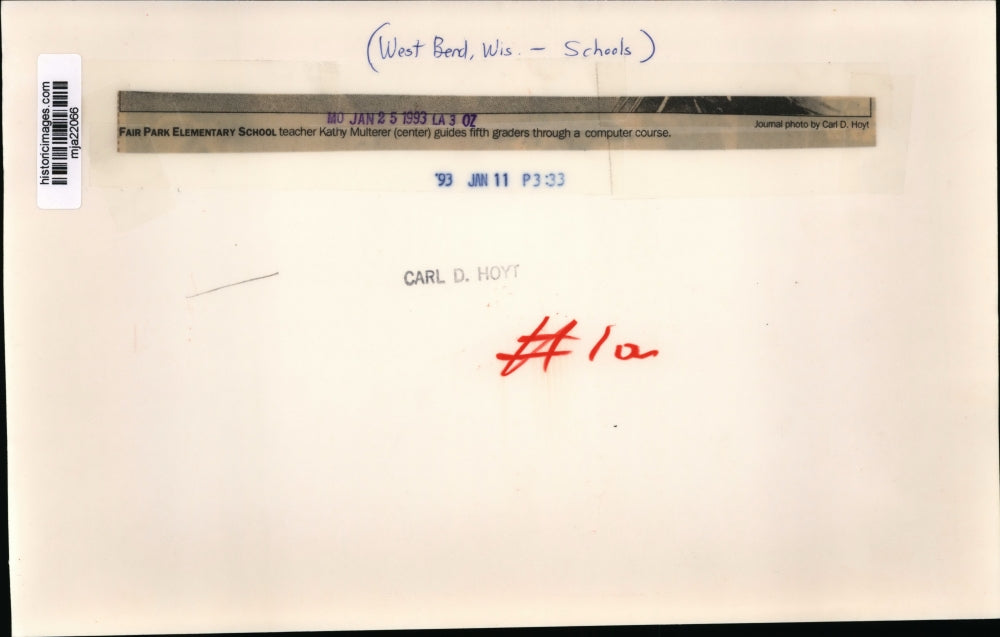 (West Bend, Wis. - Schools)
historicimages.com
mja22066
MO JAN 25 1993 LA 3 OZ
Journal photo by Carl D. Hoyt
FAIR PARK ELEMENTARY SCHOOL teacher Kathy Multerer (center) guides fifth graders through a computer course.
'93 JAN 11 P3:33
CARL D. HOYT
#1a